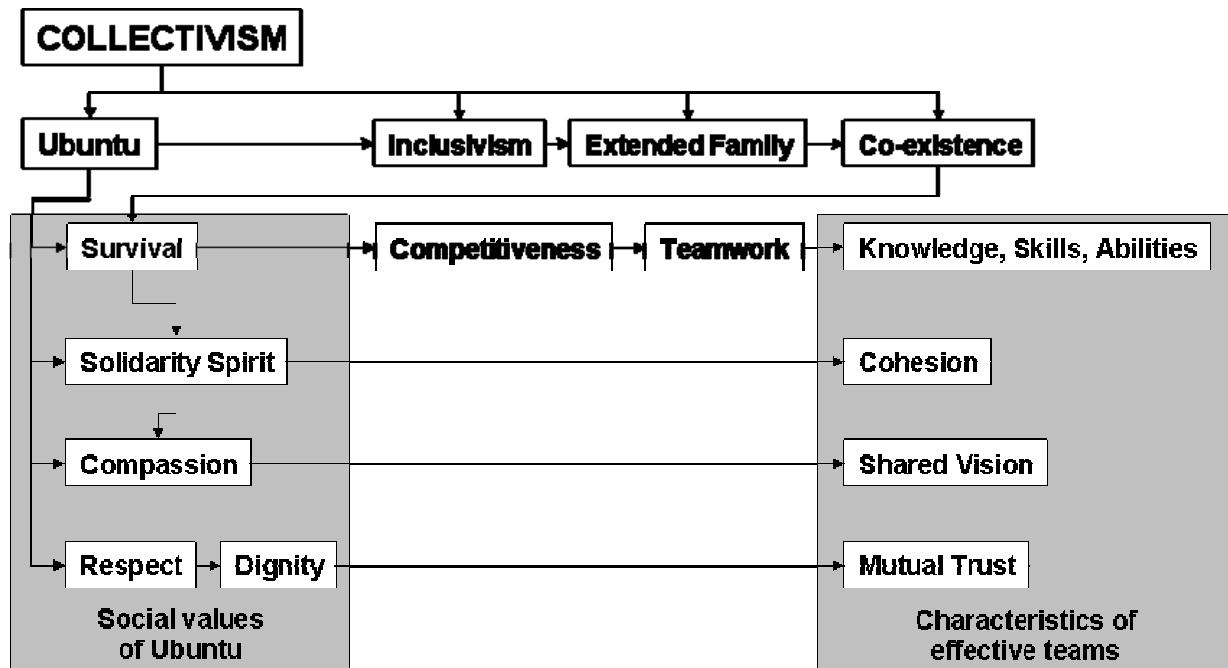 COLLECTIVISM
Ubuntu
Inclusivism
Extended Family
Co-existence
Survival
Competitiveness
Teamwork
Knowledge, Skills, Abilities
Solidarity Spirit
Cohesion
Compassion
Shared Vision
Respect
Dignity
Mutual Trust
Social values
of Ubuntu
Characteristics of
effective teams